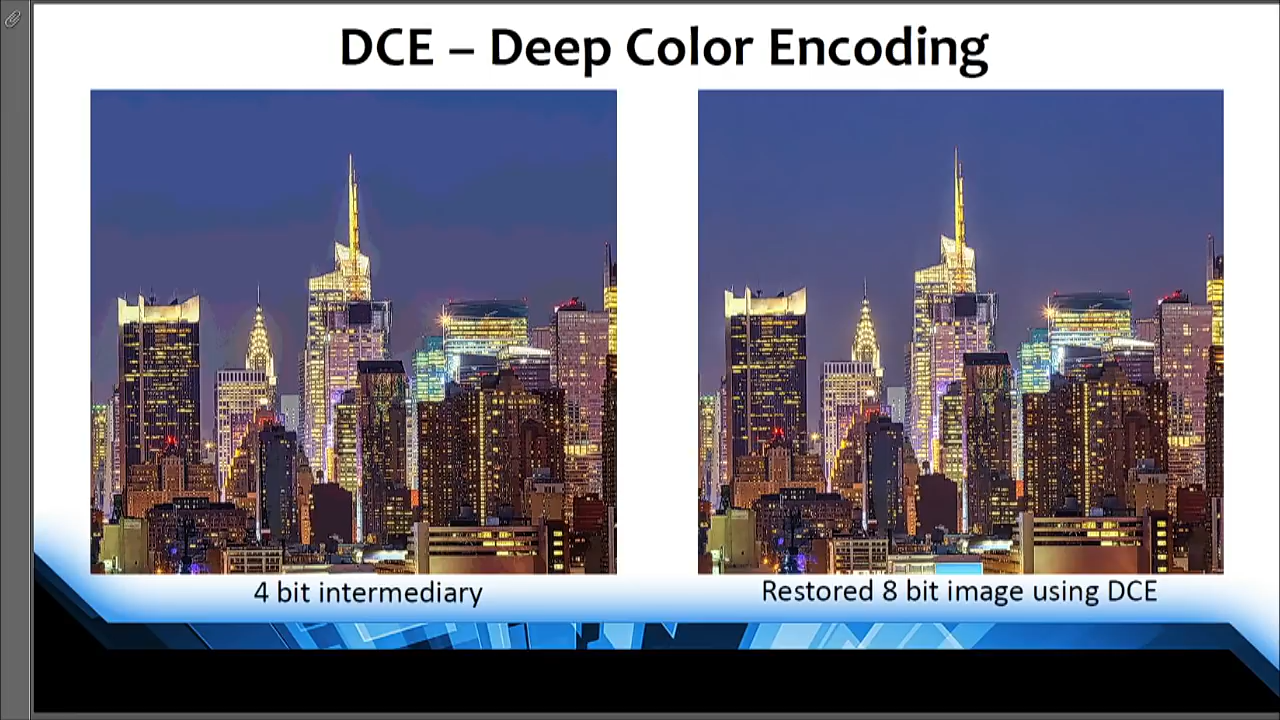 DCE – Deep Color Encoding
4 bit intermediary
Restored 8 bit image using DCE